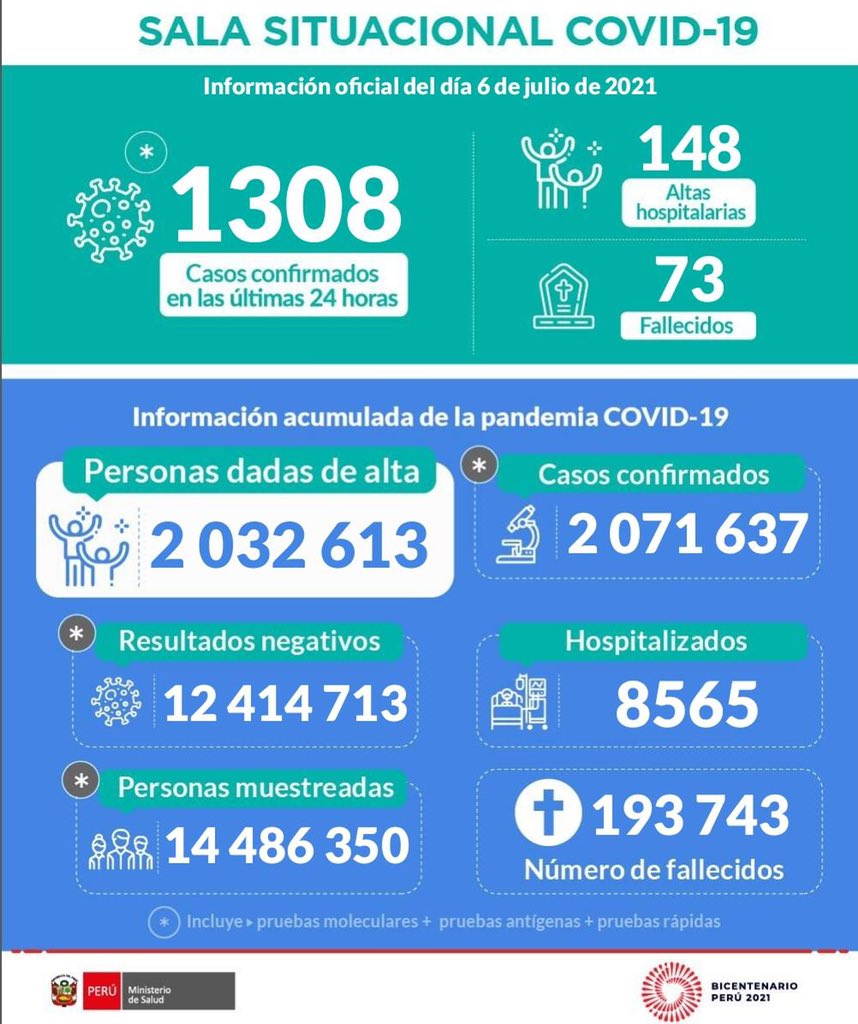 SALA SITUACIONAL COVID-19
Información oficial del día 6 de julio de 2021
*
1308
Casos confirmados
en las últimas 24 horas
148
Altas
hospitalarias
73
Fallecidos
Información acumulada de la pandemia COVID-19
Personas dadas de alta
2 032 613
*
Casos confirmados
2 071 637
*
Resultados negativos
12 414 713
Hospitalizados
8565
*
Personas muestreadas
14 486 350
193 743
Número de fallecidos
* Incluye ▸ pruebas moleculares + pruebas antígenas + pruebas rápidas
PERÚ
Ministerio
de Salud
BICENTENARIO
PERÚ 2021